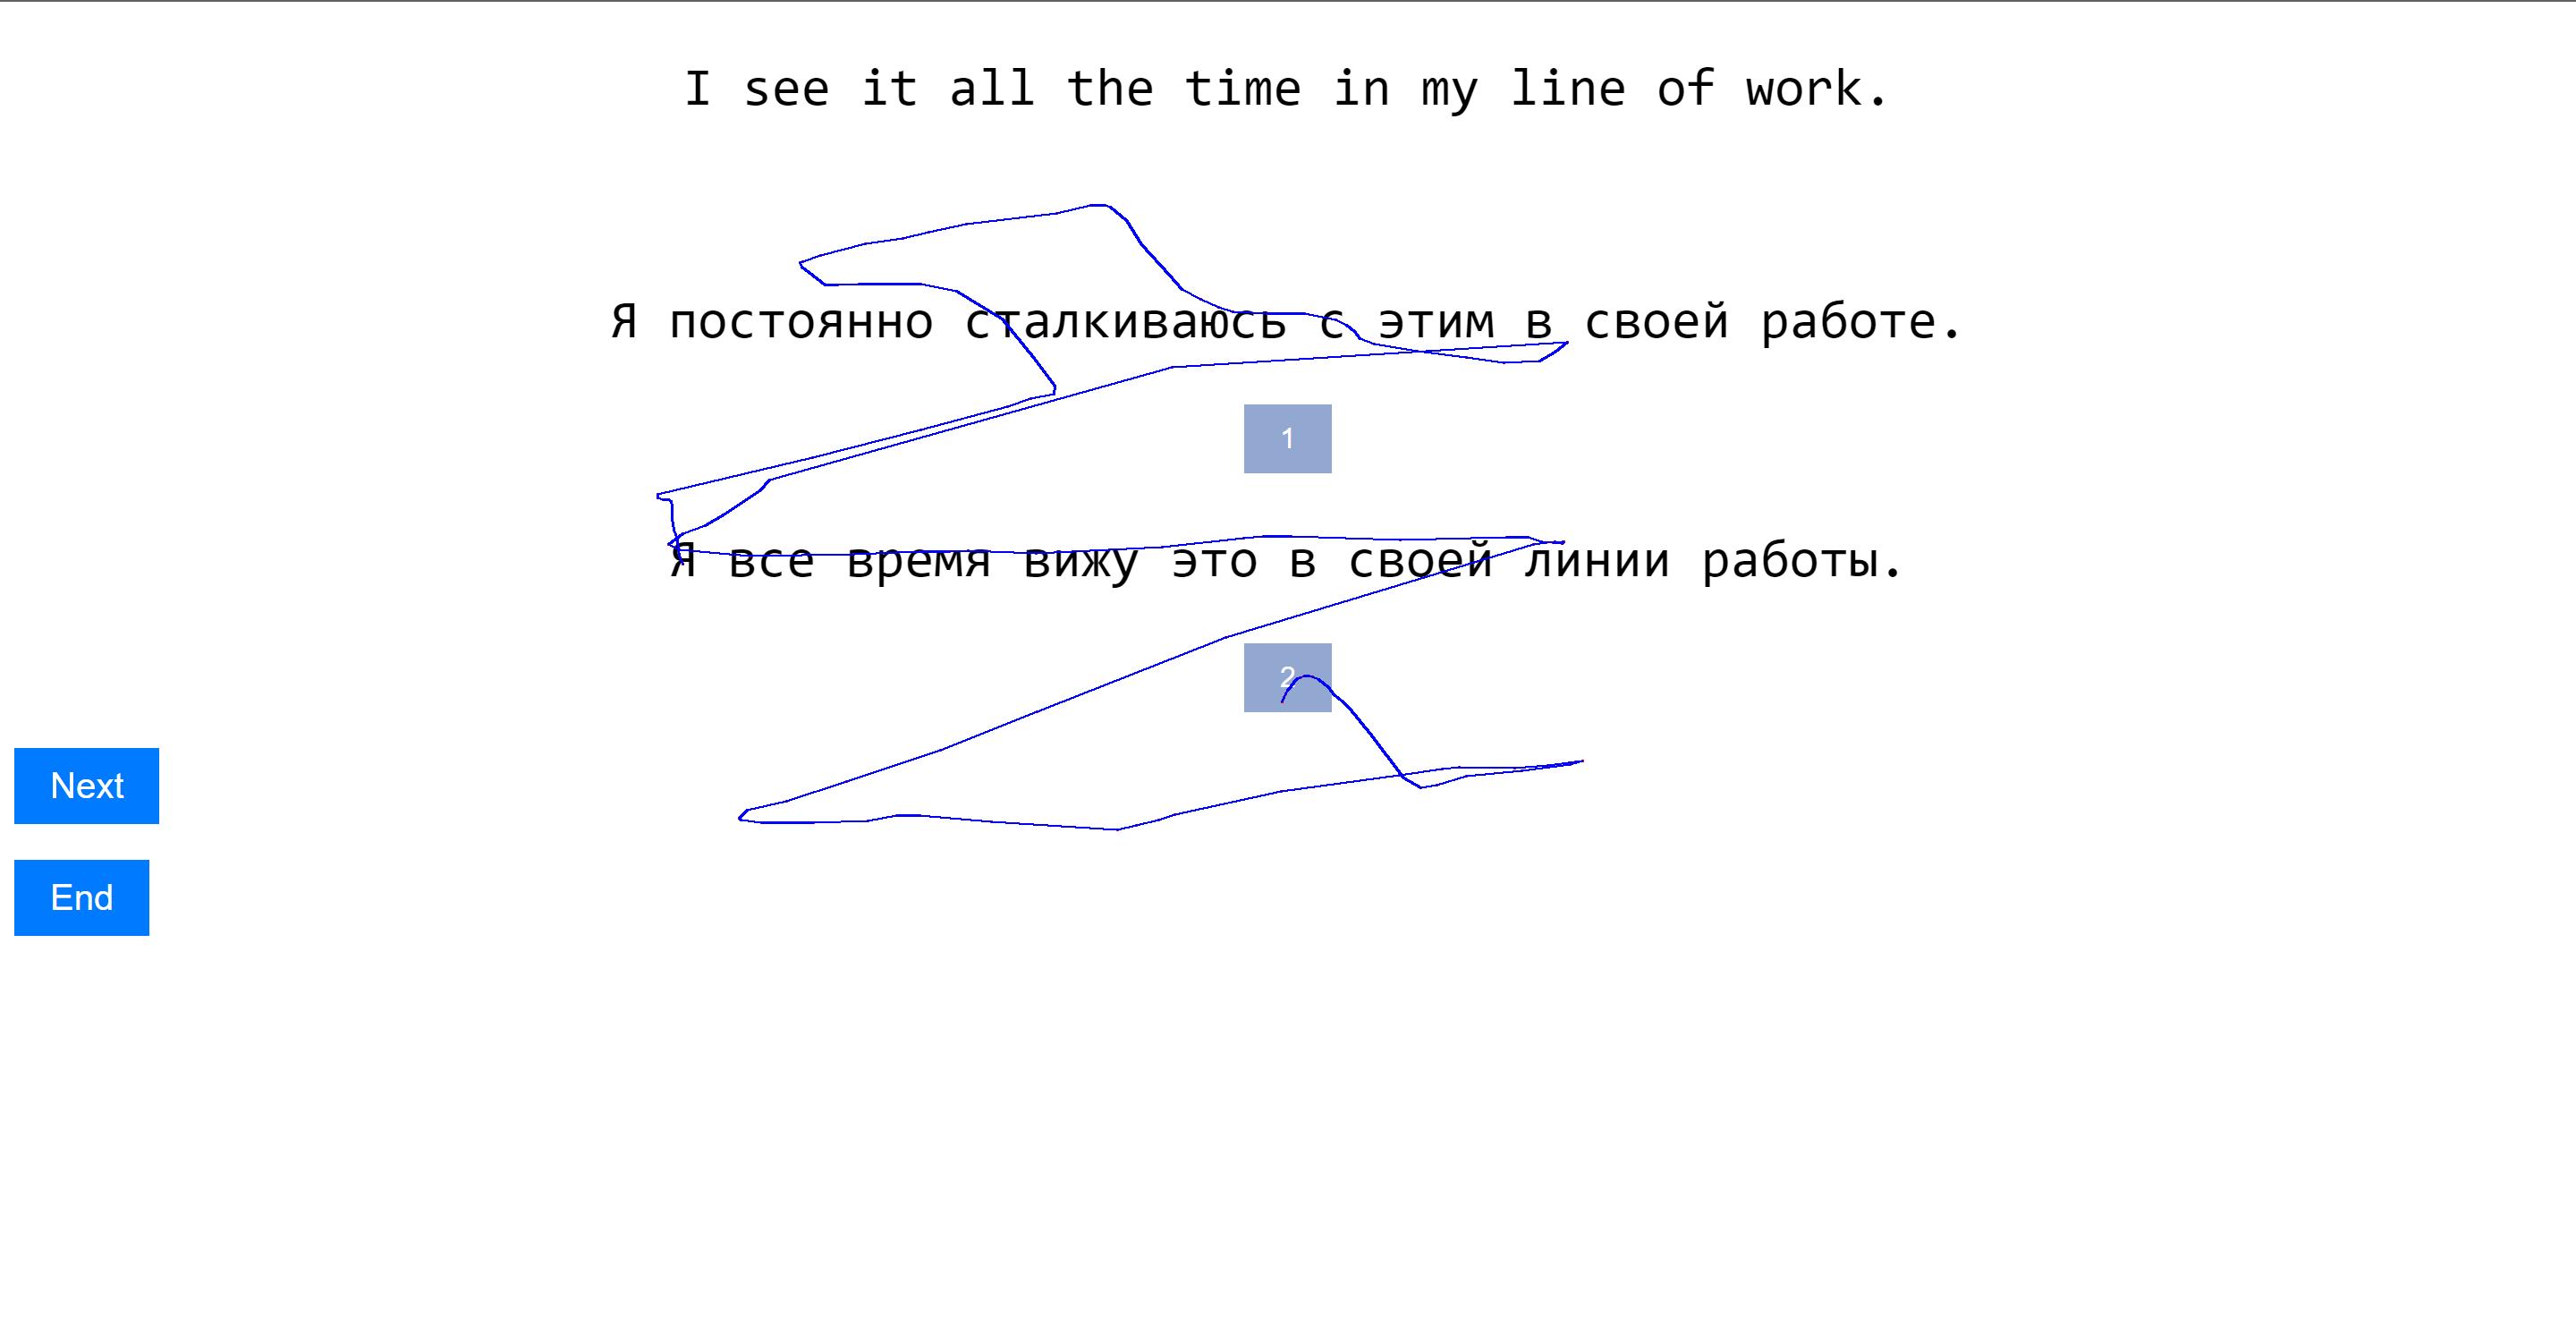 I see it all the time in my line of work.
Я постоянно сталкиваюсь с этим в своей работе.
1
Я все время вижу это в своей линии работы.
2
Next
End